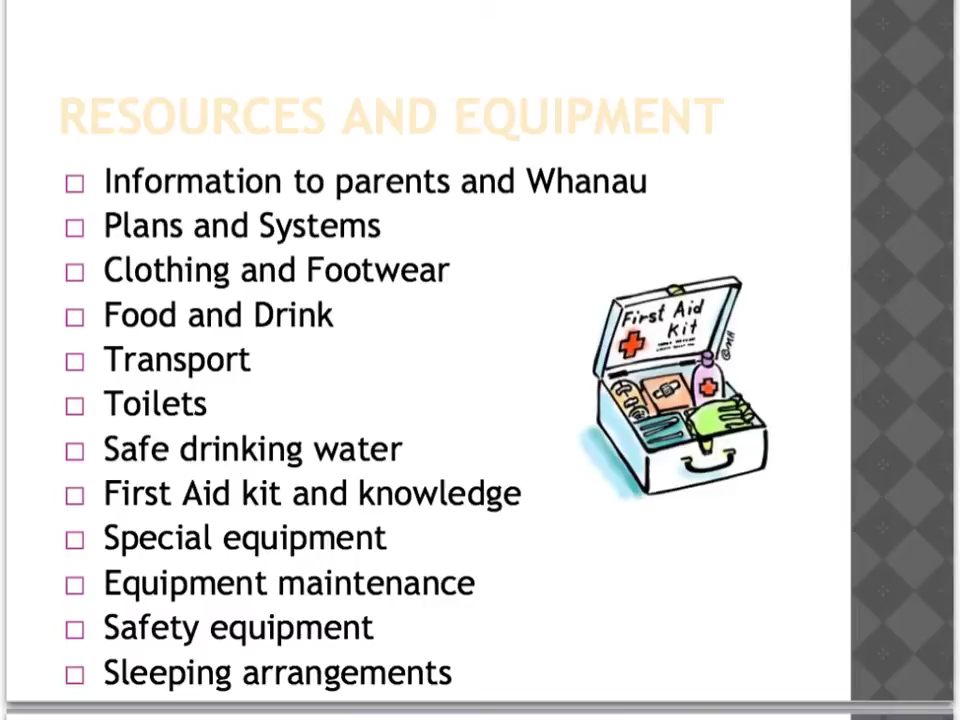 RESOURCES AND EQUIPMENT
Information to parents and Whanau
Plans and Systems
Clothing and Footwear
Food and Drink
Transport
Toilets
Safe drinking water
First Aid kit and knowledge
Special equipment
Equipment maintenance
Safety equipment
Sleeping arrangements
First Aid
Kit